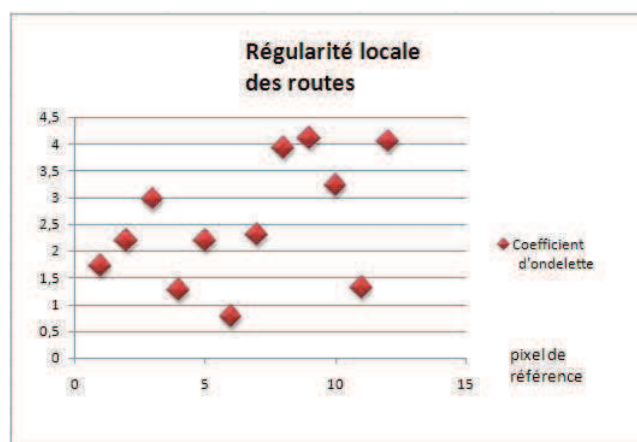 Régularité locale
des routes
4,5
4
3,5
3
2,5
2
1,5
1
0,5
0
0 5 10 15
Coefficient
d'ondelette
pixel de
référence